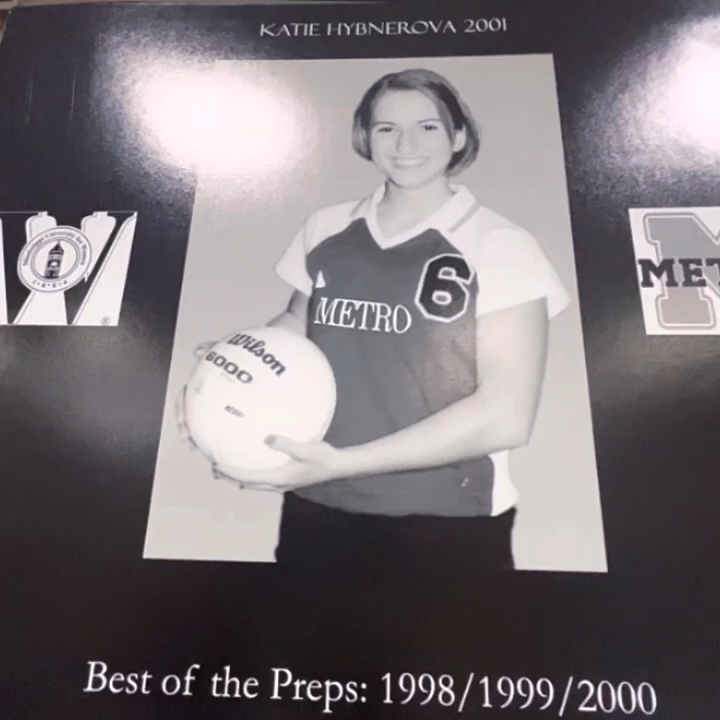 KATIE HYBNEROVA 2001
W
®
MET
6
METRO
Wilson
6000
Best of the Preps: 1998/1999/2000